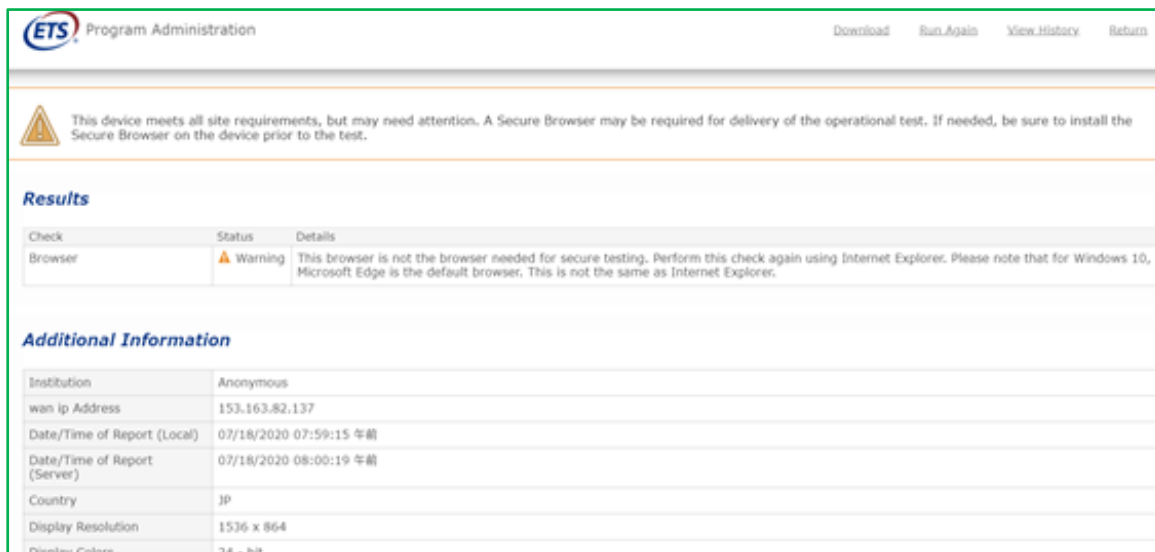 ETS Program Administration Download Run Again View History Return
This device meets all site requirements, but may need attention. A Secure Browser may be required for delivery of the operational test. If needed, be sure to install the
Secure Browser on the device prior to the test.
Results
Check Status Details
Browser Warning This browser is not the browser needed for secure testing. Perform this check again using Internet Explorer. Please note that for Windows 10,
Microsoft Edge is the default browser. This is not the same as Internet Explorer.
Additional Information
Institution Anonymous
wan ip Address 153.163.82.137
Date/Time of Report (Local) 07/18/2020 07:59:15 午前
Date/Time of Report
(Server) 07/18/2020 08:00:19 午前
Country JP
Display Resolution 1536 x 864
Display Colors 24 - bit